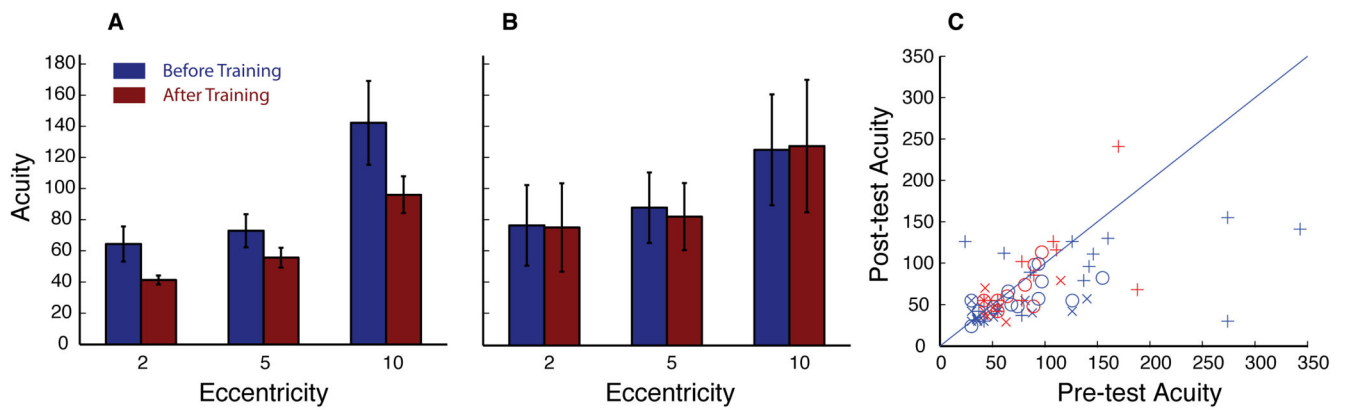 A
B
C
180
160
140
120
100
80
60
40
20
0
Acuity
Before Training
After Training
2 5 10
Eccentricity
2 5 10
Eccentricity
350
300
250
200
150
100
50
0
Post-test Acuity
0 50 100 150 200 250 300 350
Pre-test Acuity